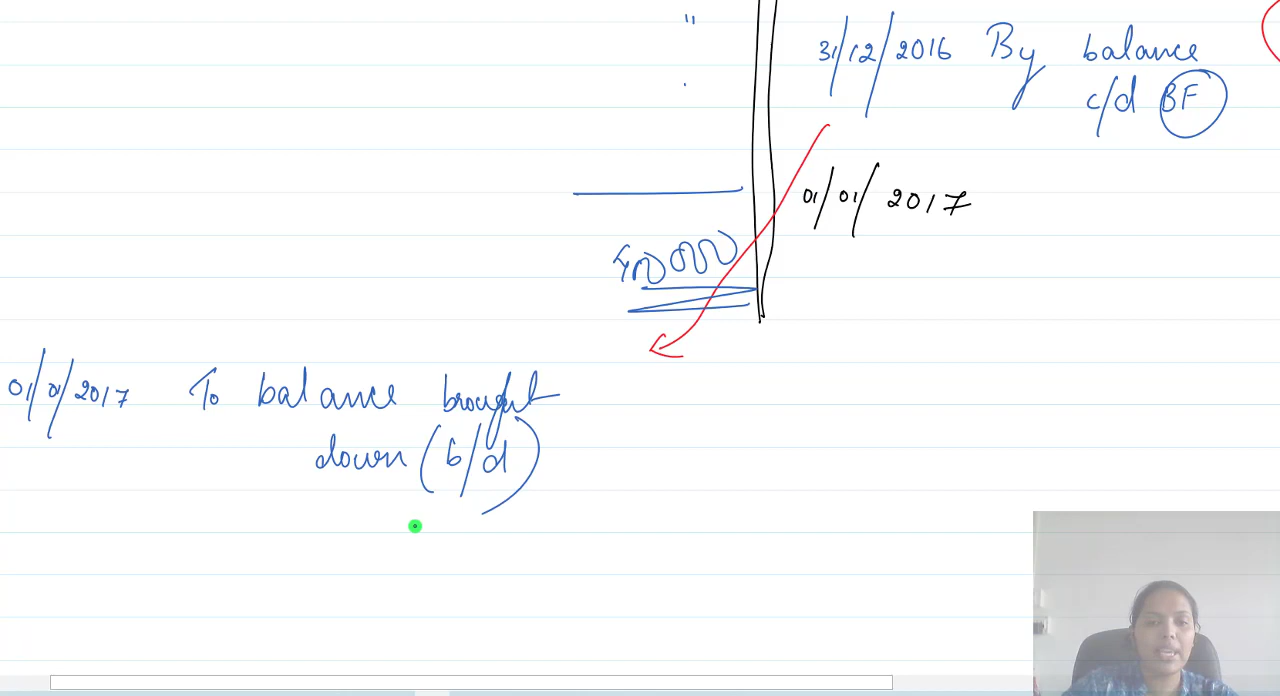 "
31/12/2016 By balance
c/d BF
01/01/2017
01/01/2017 To balance brought
down (b/d)